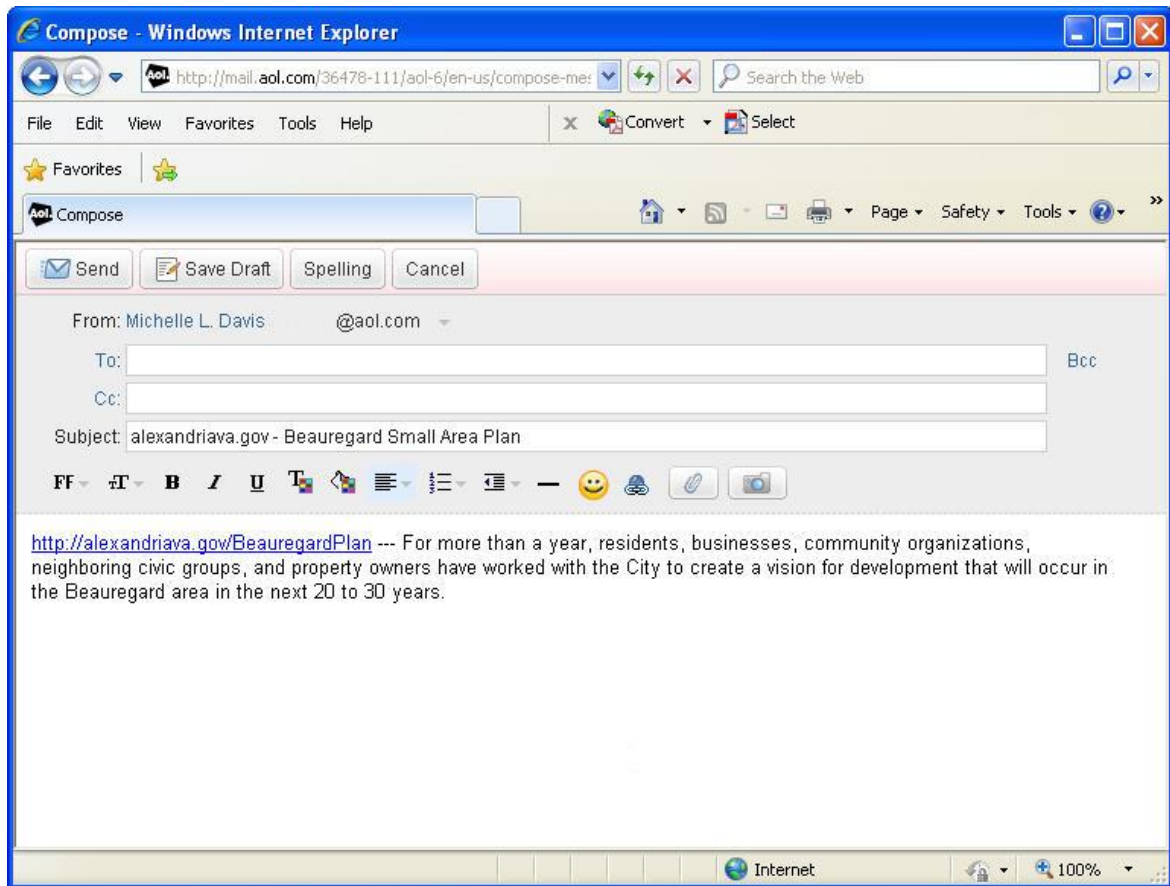 Compose - Windows Internet Explorer
Aol. http://mail.aol.com/36478-111/aol-6/en-us/compose-mes Search the Web
File Edit View Favorites Tools Help x Convert Select
Favorites
Aol. Compose Page Safety Tools »
Send Save Draft Spelling Cancel
From: Michelle L. Davis @aol.com
To: Bcc
Cc:
Subject: alexandriava.gov - Beauregard Small Area Plan
FF TT B I U T
http://alexandriava.gov/BeauregardPlan --- For more than a year, residents, businesses, community organizations,
neighboring civic groups, and property owners have worked with the City to create a vision for development that will occur in
the Beauregard area in the next 20 to 30 years.
Internet 100%